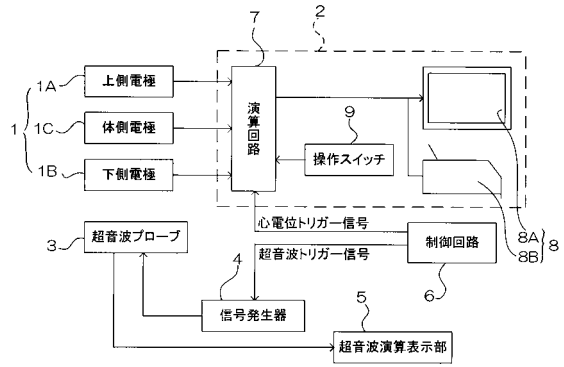 7
2
1A
上側電極
1
1C
体側電極
1B
下側電極
演算回路
9
操作スイッチ
8A
8B
8
心電位トリガー信号
超音波トリガー信号
制御回路
6
3
超音波プローブ
4
信号発生器
5
超音波演算表示部